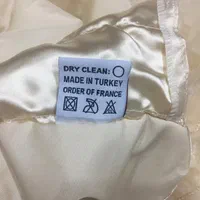 DRY CLEAN:
MADE IN TURKEY
ORDER OF FRANCE